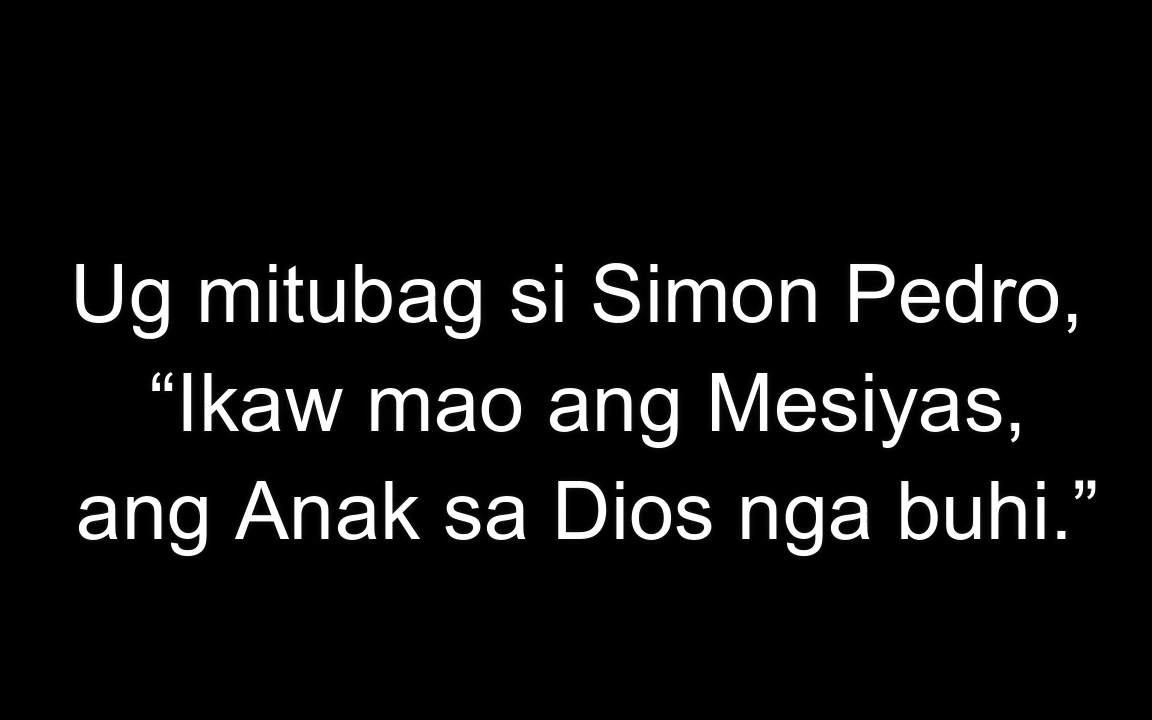 Ug mitubag si Simon Pedro,
“Ikaw mao ang Mesiyas,
ang Anak sa Dios nga buhi.”